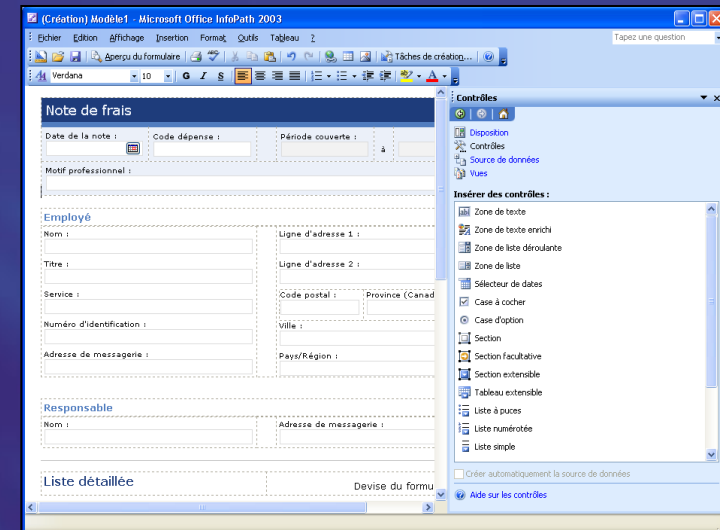 (Création) Modèle1 - Microsoft Office InfoPath 2003
Fichier Edition Affichage Insertion Format Outils Tableau ?
Tapez une question
Aperçu du formulaire
Tâches de création...
Verdana 10 G I S
Note de frais
Date de la note : Code dépense : Période couverte :
à
Motif professionnel :
Employé
Nom : Ligne d'adresse 1 :
Titre : Ligne d'adresse 2 :
Service : Code postal : Province (Canad
Numéro d'identification : Ville :
Adresse de messagerie : Pays/Région :
Responsable
Nom : Adresse de messagerie :
Liste détaillée
Devise du formu
Contrôles
Disposition
Contrôles
Source de données
Vues
Insérer des contrôles :
Zone de texte
Zone de texte enrichi
Zone de liste déroulante
Zone de liste
Sélecteur de dates
Case à cocher
Case d'option
Section
Section facultative
Section extensible
Tableau extensible
Liste à puces
Liste numérotée
Liste simple
Créer automatiquement la source de données
Aide sur les contrôles